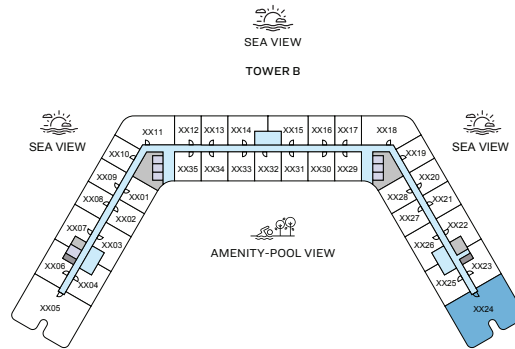 SEA VIEW
TOWER B
SEA VIEW
SEA VIEW
XX11
XX12
XX13
XX14
XX15
XX16
XX17
XX18
XX10
XX35
XX34
XX33
XX32
XX31
XX30
XX29
XX19
XX09
XX01
XX28
XX20
XX08
XX02
XX27
XX21
XX07
XX03
XX26
XX22
XX06
XX04
XX25
XX23
XX05
XX24
AMENITY-POOL VIEW